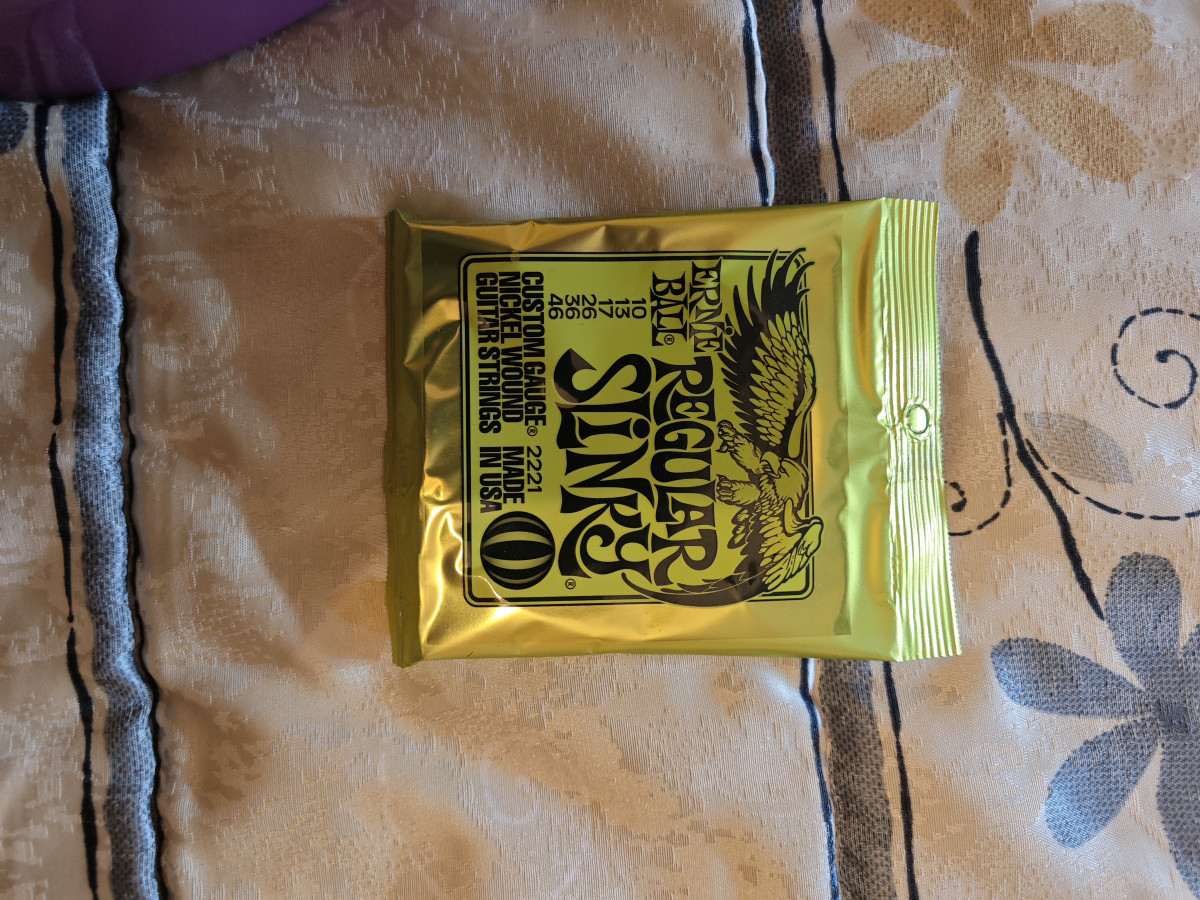 ERNIE
BALL®
REGULAR
SLINKY®
10
13
17
26
36
46
CUSTOM GAUGE® 2221
NICKEL WOUND MADE
GUITAR STRINGS IN USA